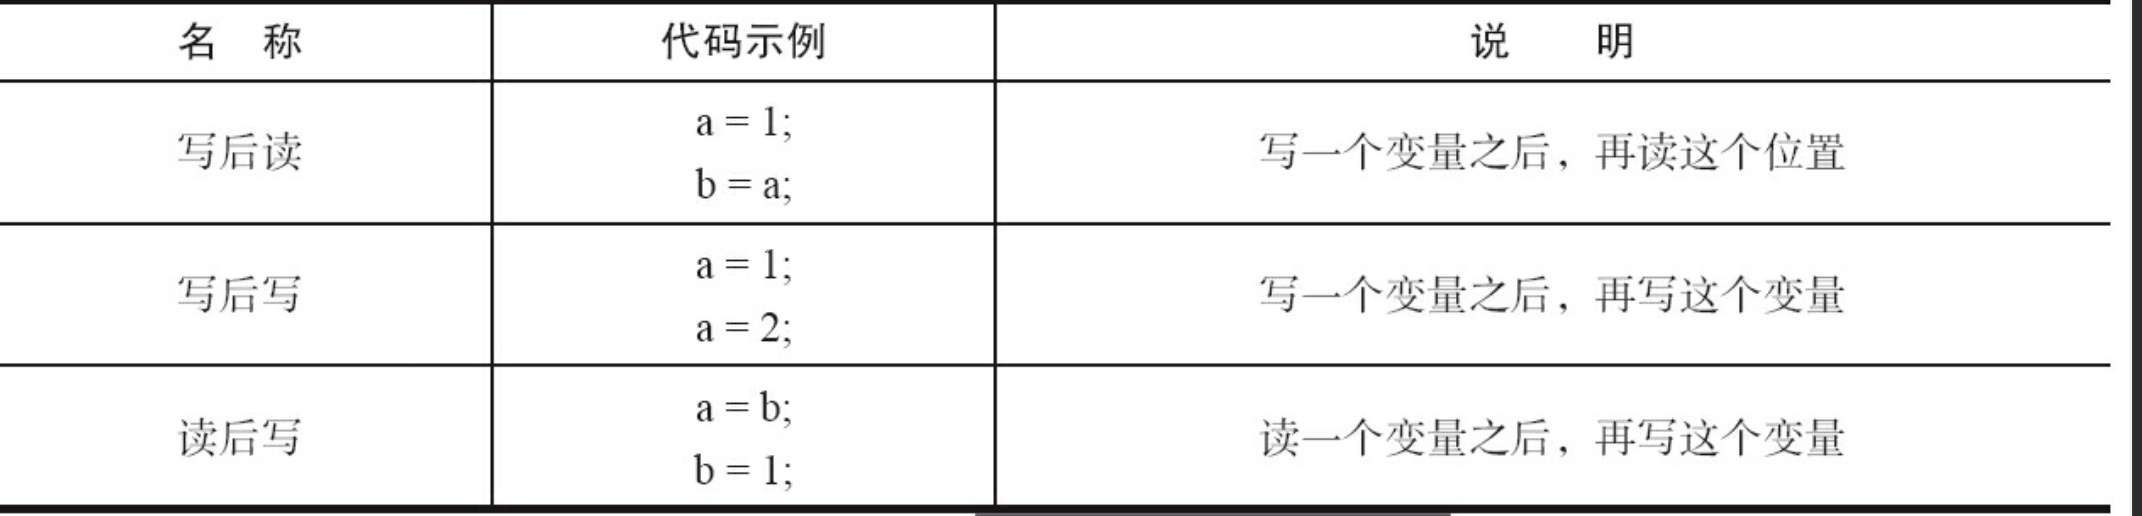 名 称 代码示例 说 明
写后读 a = 1; b = a; 写一个变量之后，再读这个位置
写后写 a = 1; a = 2; 写一个变量之后，再写这个变量
读后写 a = b; b = 1; 读一个变量之后，再写这个变量